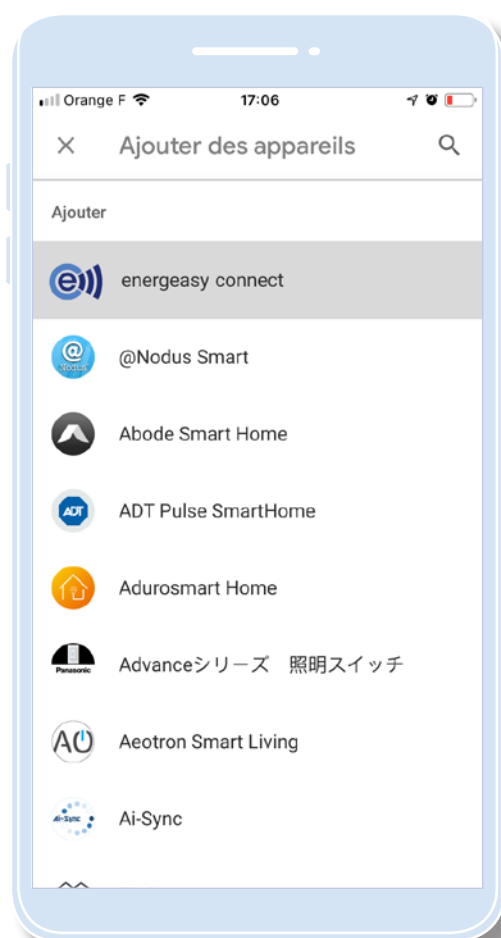 Orange F 17:06
Ajouter des appareils
Ajouter
energeasy connect
@Nodus Smart
Nodus
Abode Smart Home
ADT
ADT Pulse SmartHome
Adurosmart Home
Panasonic
Advanceシリーズ　照明スイッチ
Aeotron Smart Living
Ai-Sync
Ai-Sync